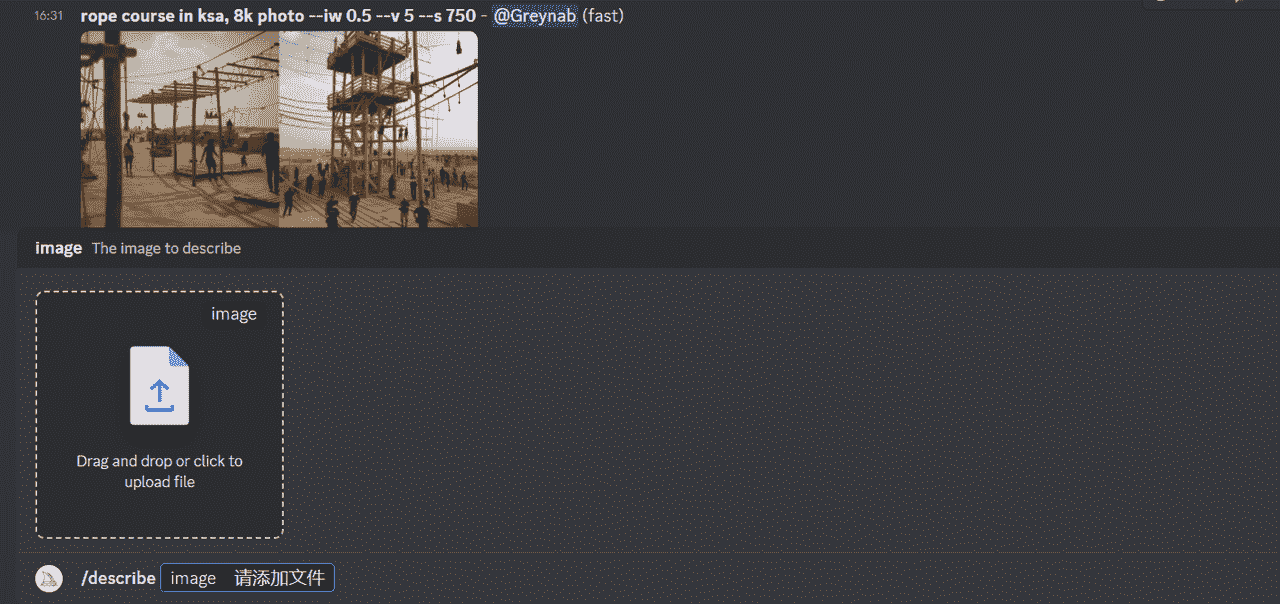 16:31 rope course in ksa, 8k photo --iw 0.5 --v 5 --s 750 - @Greynab (fast)
image The image to describe
image
Drag and drop or click to
upload file
/describe image 请添加文件